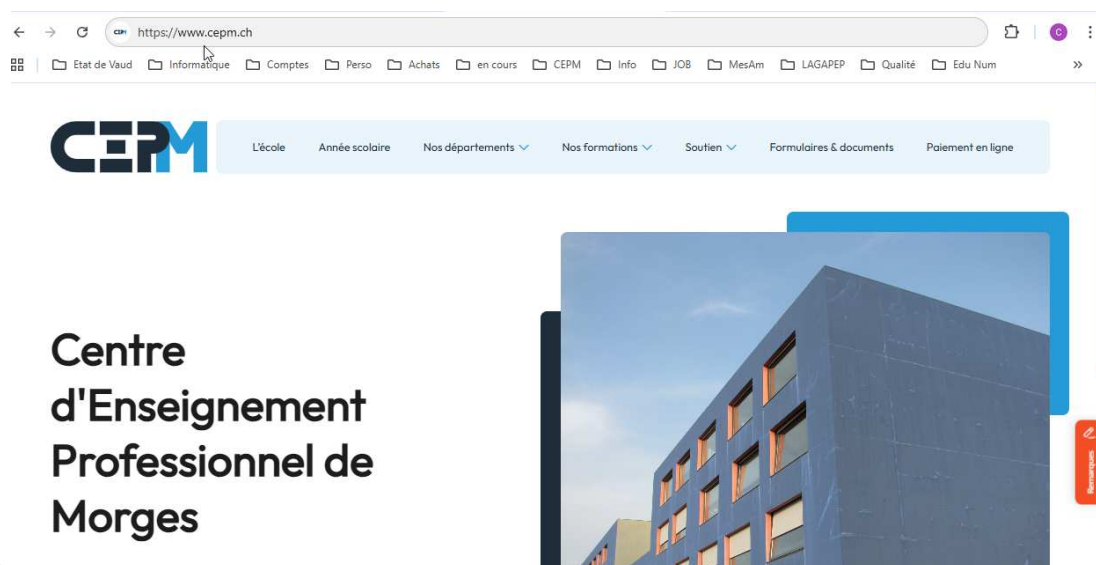 CEPM https://www.cepm.ch C
Etat de Vaud Informatique Comptes Perso Achats en cours CEPM Info JOB MesAm LAGAPEP Qualité Edu Num »
CEPM
L'école Année scolaire Nos départements Nos formations Soutien Formulaires & documents Paiement en ligne
Centre
d'Enseignement
Professionnel de
Morges
Remarques